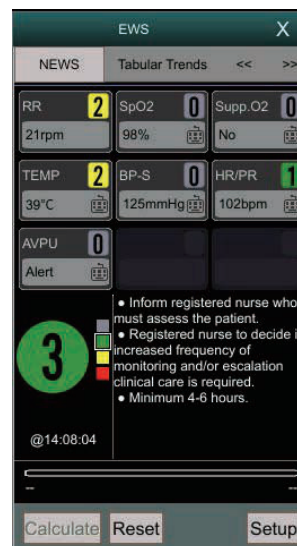 EWS X
NEWS Tabular Trends << >>
RR 2 SpO2 0 Supp.O2 0
21rpm 98% No
TEMP 2 BP-S 0 HR/PR 1
39°C 125mmHg 102bpm
AVPU 0
Alert
3
@14:08:04
● Inform registered nurse who
must assess the patient.
● Registered nurse to decide i
increased frequency of
monitoring and/or escalation
clinical care is required.
● Minimum 4-6 hours.
-- --
Calculate Reset Setup